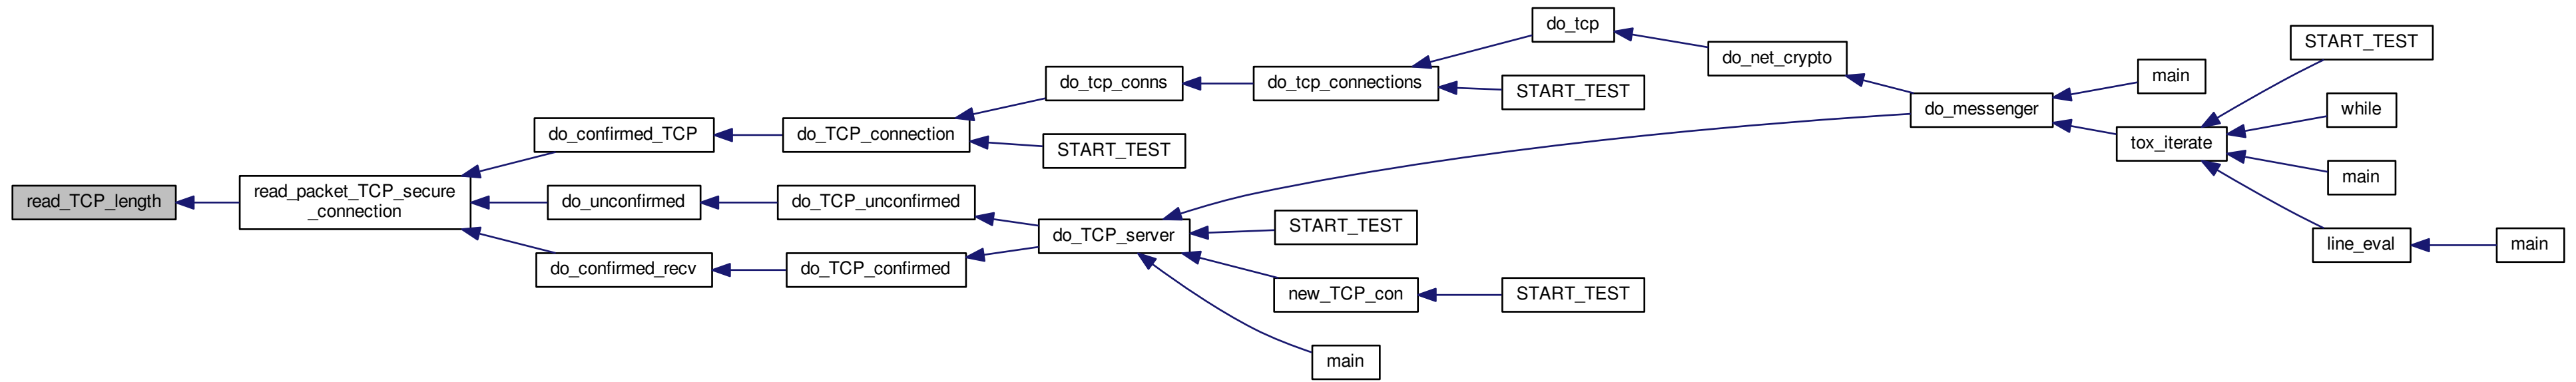 read_TCP_length
read_packet_TCP_secure
_connection
do_confirmed_TCP
do_unconfirmed
do_confirmed_recv
do_TCP_connection
do_TCP_unconfirmed
do_TCP_confirmed
do_tcp_conns
START_TEST
do_TCP_server
do_tcp_connections
START_TEST
new_TCP_con
main
do_tcp
START_TEST
START_TEST
do_net_crypto
do_messenger
main
tox_iterate
START_TEST
while
main
line_eval
main